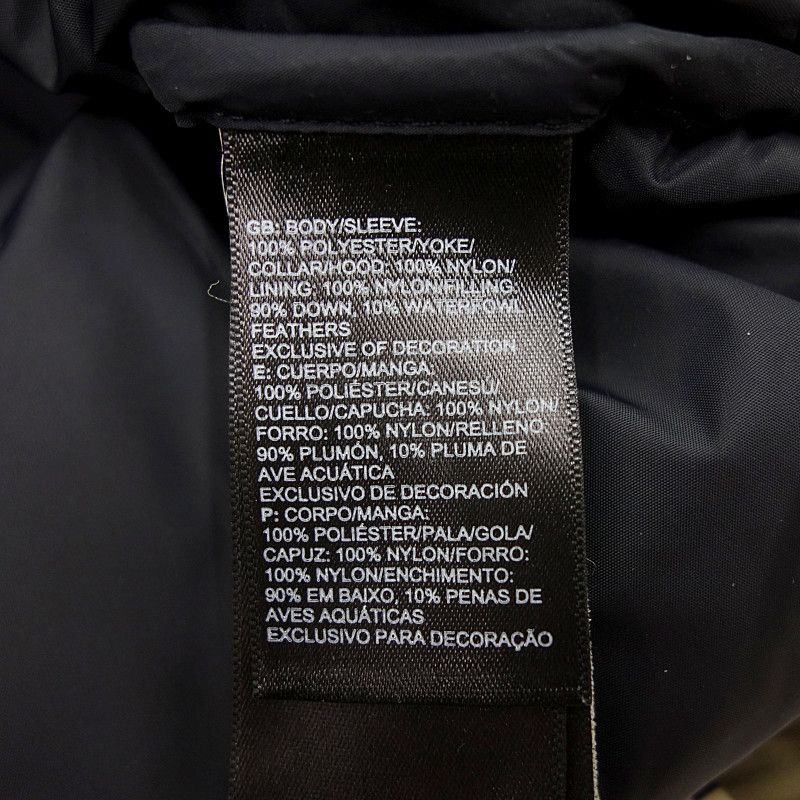 GB: BODY/SLEEVE:
100% POLYESTER/YOKE/
COLLAR/HOOD: 100% NYLON/
LINING, 100% NYLON/FILLING,
90% DOWN, 10% WATERFOWL
FEATHERS
EXCLUSIVE OF DECORATION
E: CUERPO/MANGA:
100% POLIÉSTER/CANESÚ/
CUELLO/CAPUCHA: 100% NYLON/
FORRO: 100% NYLON/RELLENO:
90% PLUMÓN, 10% PLUMA DE
AVE ACUÁTICA
EXCLUSIVO DE DECORACIÓN
P: CORPO/MANGA:
100% POLIÉSTER/PALA/GOLA/
CAPUZ: 100% NYLON/FORRO:
100% NYLON/ENCHIMENTO:
90% EM BAIXO, 10% PENAS DE
AVES AQUÁTICAS
EXCLUSIVO PARA DECORAÇÃO